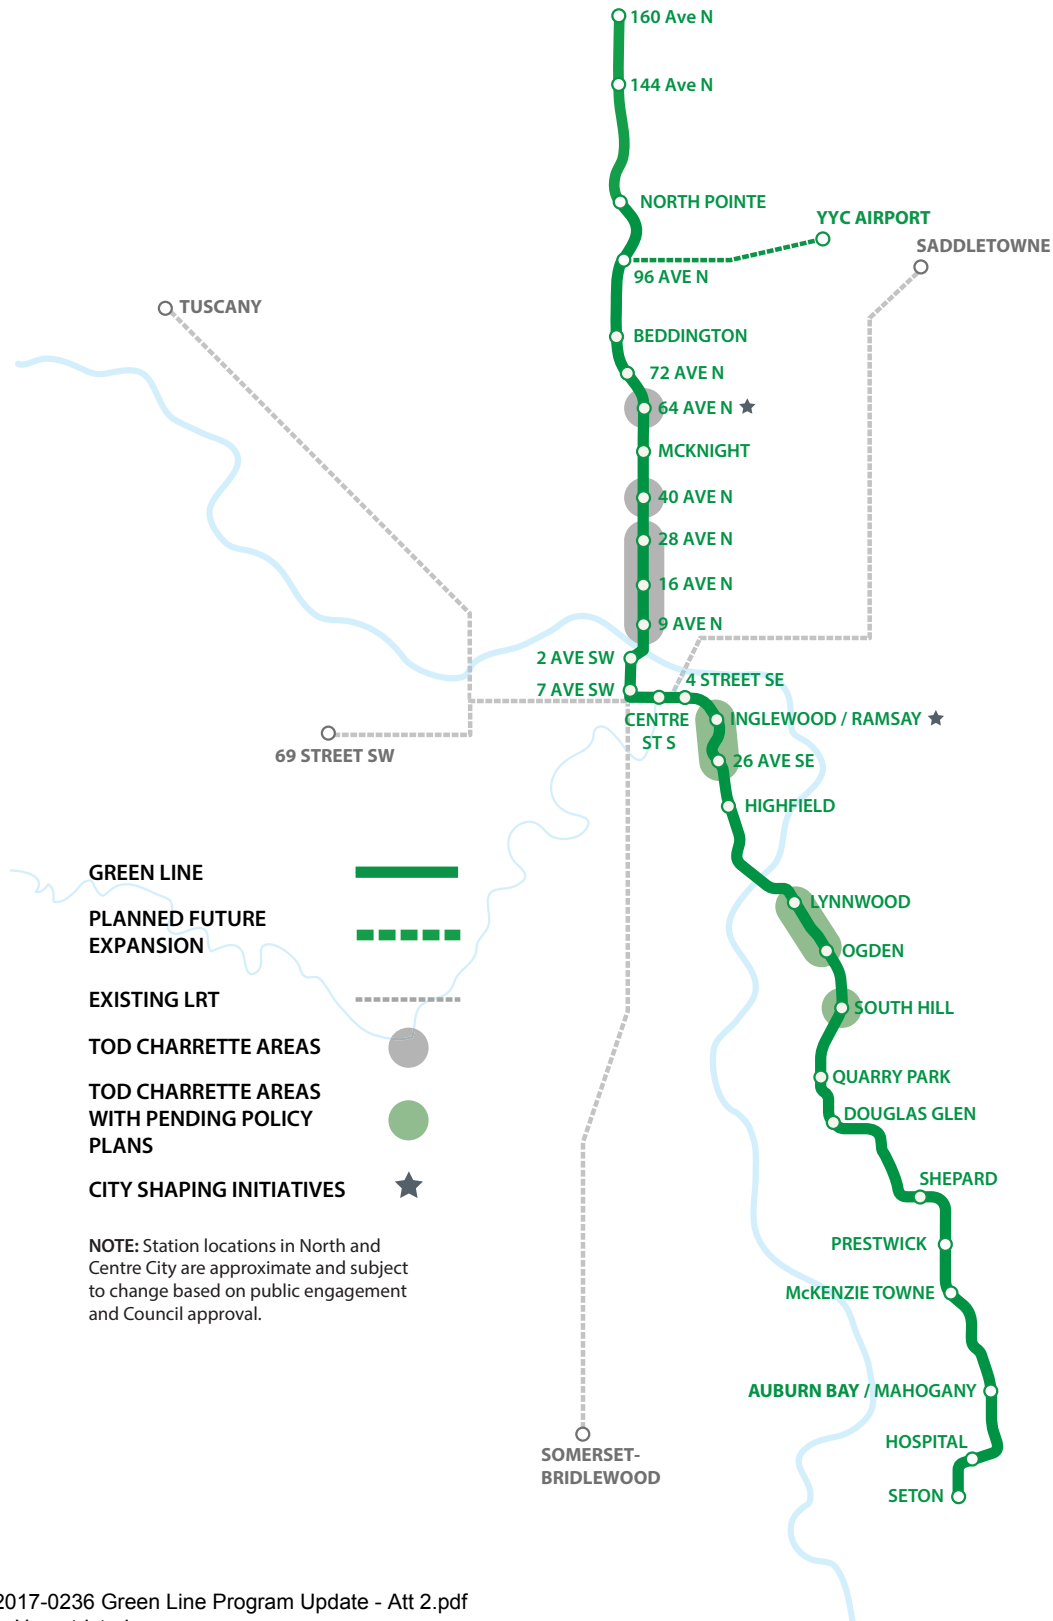 160 Ave N
144 Ave N
NORTH POINTE
YYC AIRPORT
SADDLETOWNE
96 AVE N
TUSCANY
BEDDINGTON
72 AVE N
64 AVE N
MCKNIGHT
40 AVE N
28 AVE N
16 AVE N
9 AVE N
2 AVE SW
7 AVE SW
4 STREET SE
CENTRE
ST S
INGLEWOOD / RAMSAY
69 STREET SW
26 AVE SE
HIGHFIELD
LYNNWOOD
OGDEN
SOUTH HILL
QUARRY PARK
DOUGLAS GLEN
SHEPARD
PRESTWICK
McKENZIE TOWNE
AUBURN BAY / MAHOGANY
HOSPITAL
SETON
SOMERSET-
BRIDLEWOOD
GREEN LINE
PLANNED FUTURE
EXPANSION
EXISTING LRT
TOD CHARRETTE AREAS
TOD CHARRETTE AREAS
WITH PENDING POLICY
PLANS
CITY SHAPING INITIATIVES
NOTE: Station locations in North and
Centre City are approximate and subject
to change based on public engagement
and Council approval.
2017-0236 Green Line Program Update - Att 2.pdf